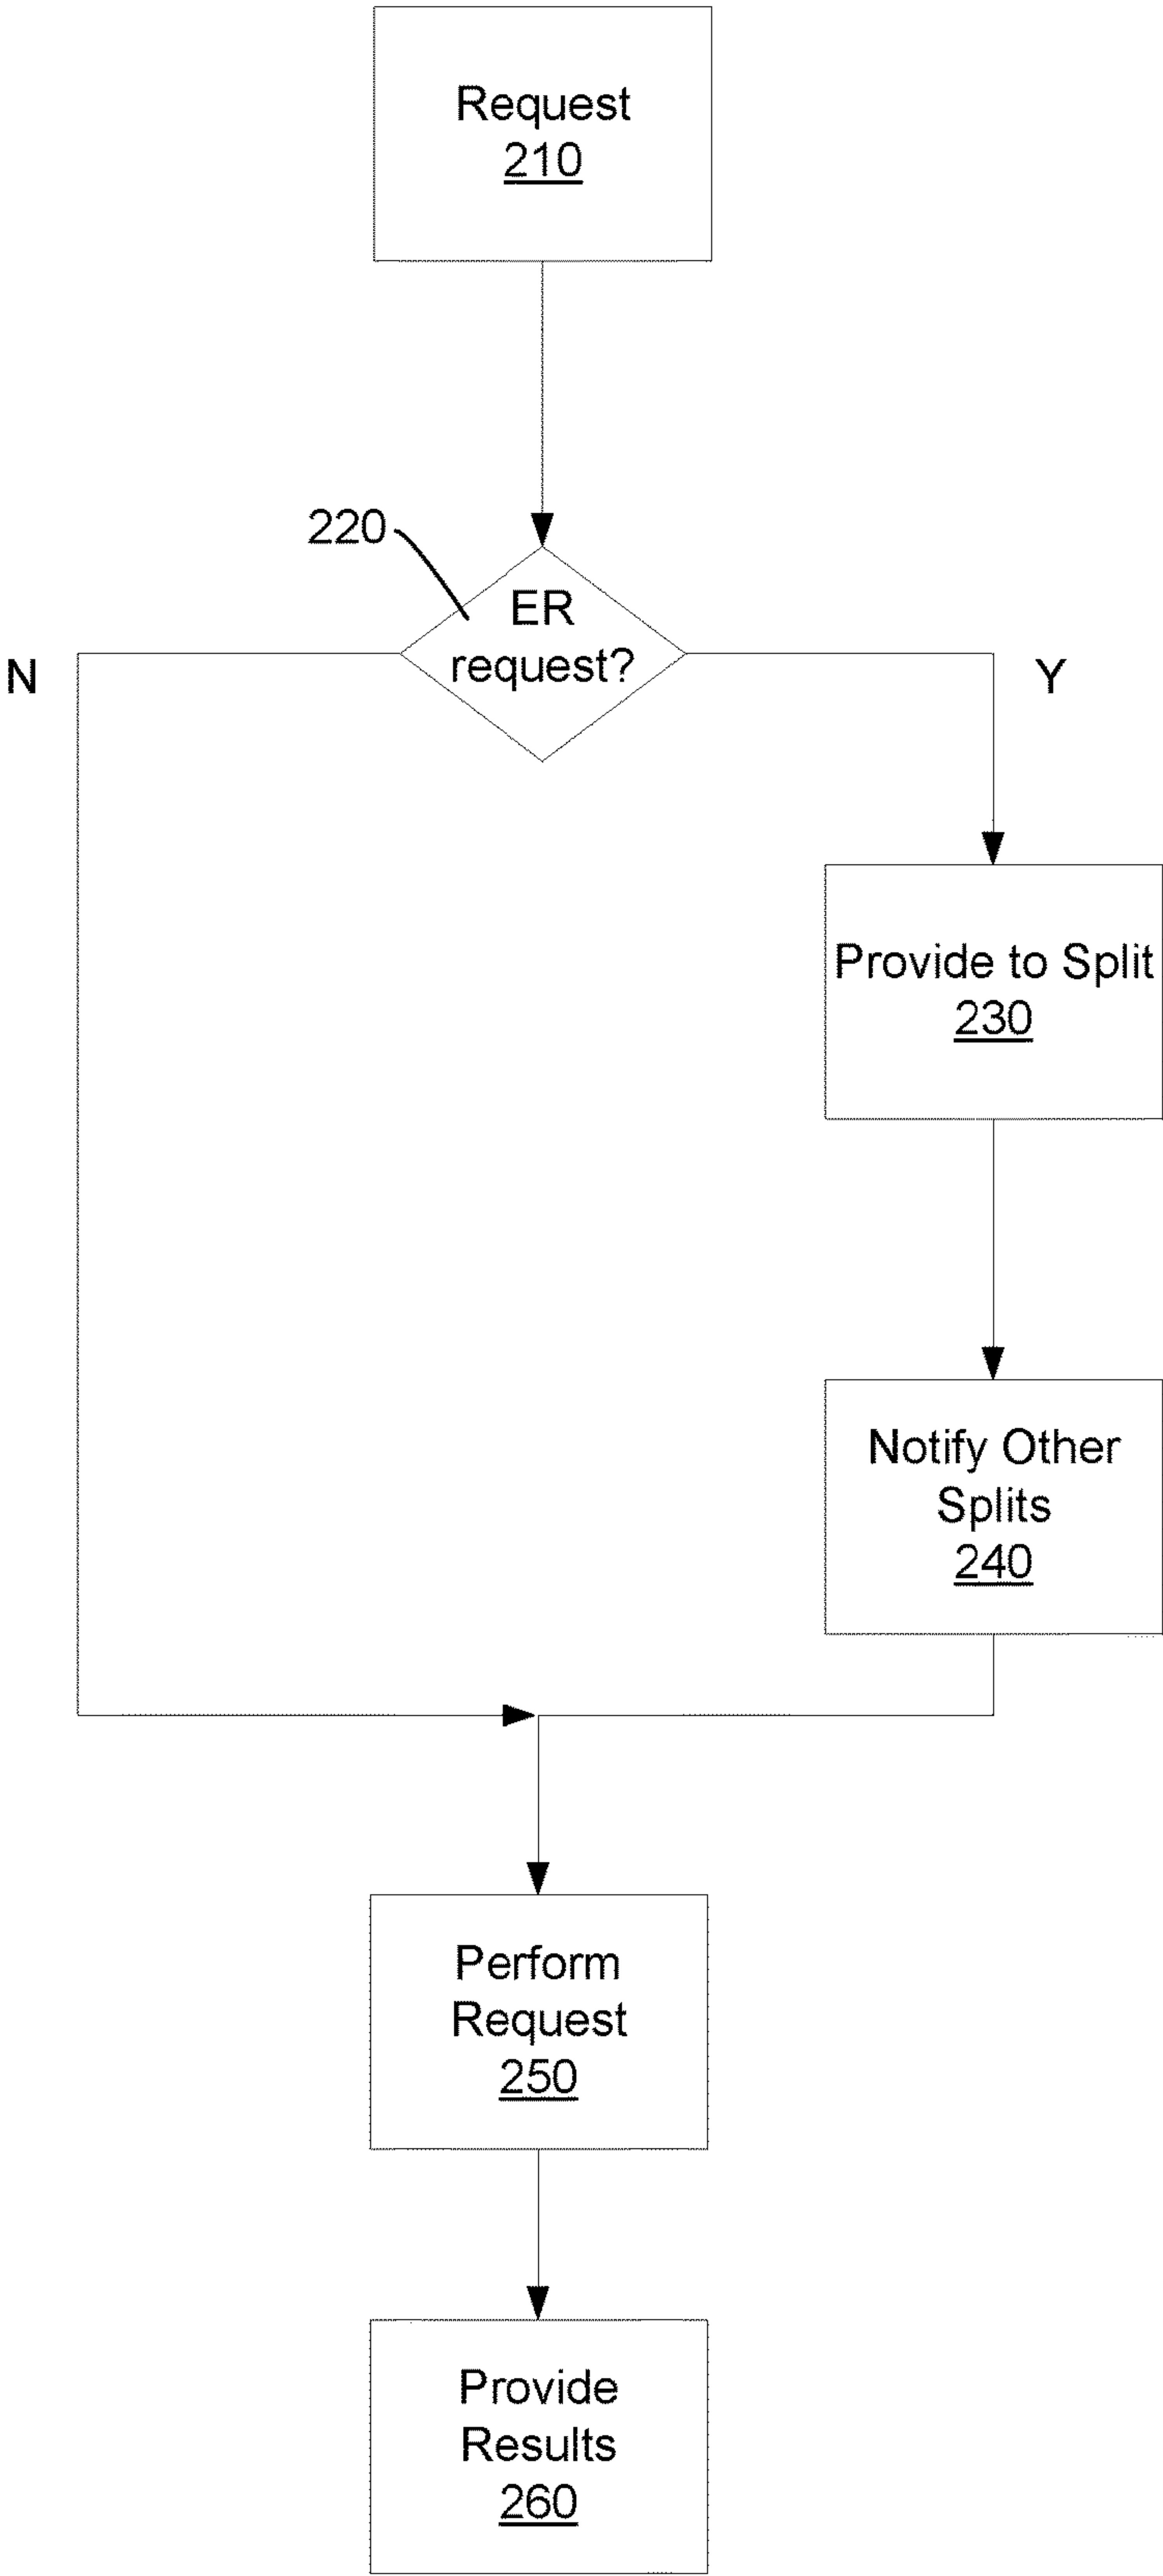 Request
210
220
ER
request?
N
Y
Provide to Split
230
Notify Other
Splits
240
Perform
Request
250
Provide
Results
260